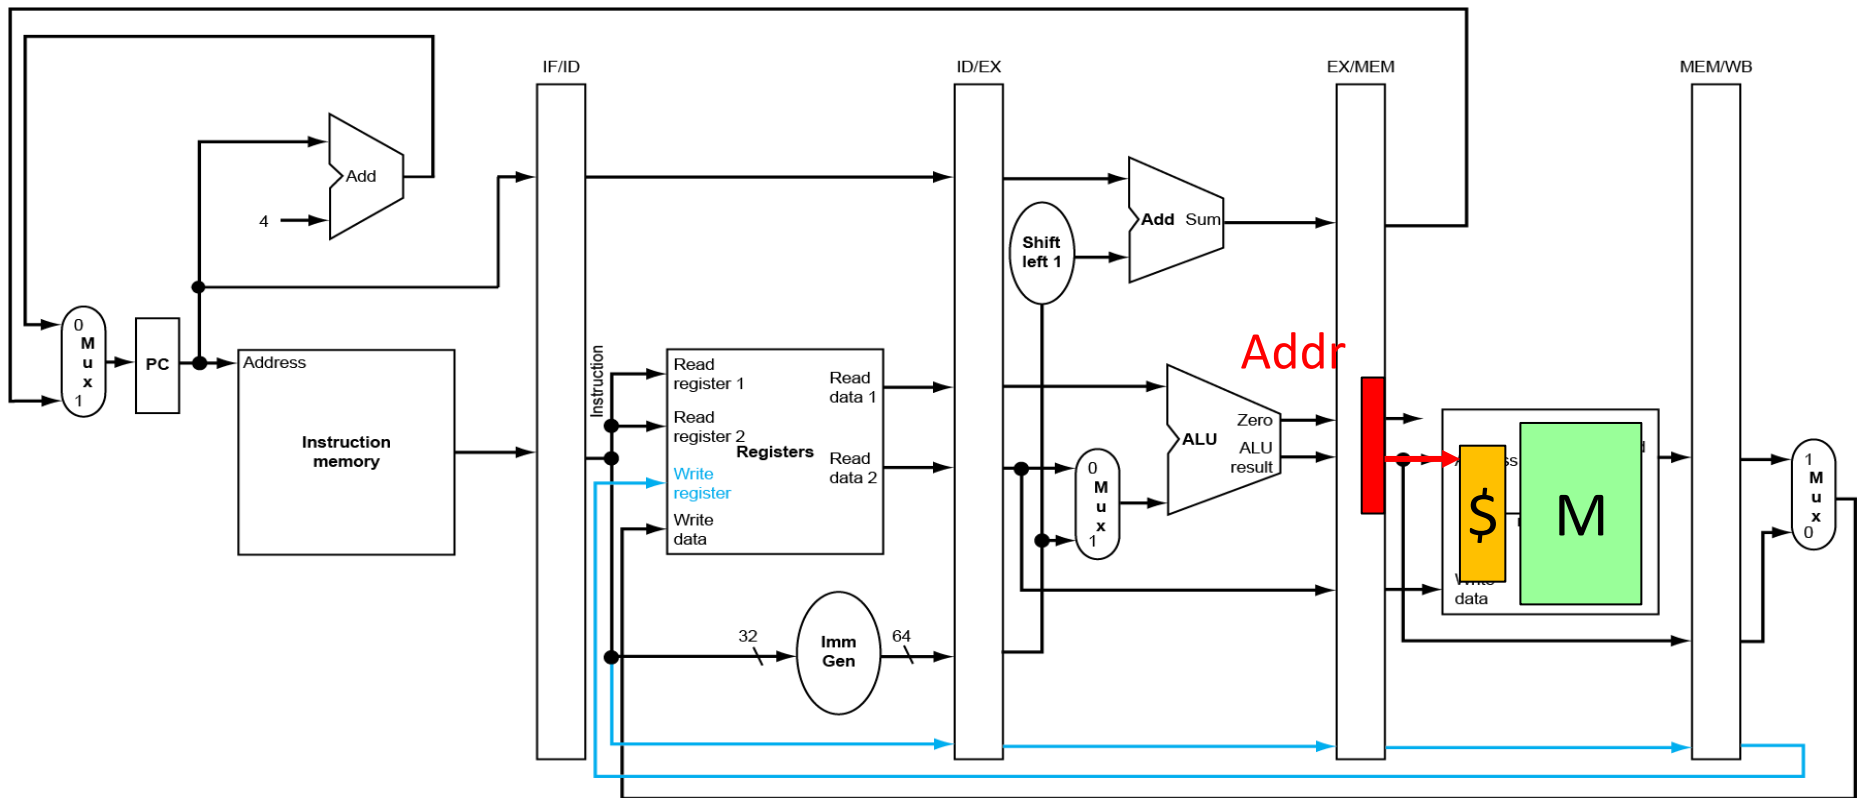 IF/ID
ID/EX
EX/MEM
MEM/WB
Add
4
Add Sum
Shift
left 1
0
M
u
x
1
PC
Address
Instruction
memory
Instruction
Read
register 1
Read
register 2
Write
register
Write
data
Registers
Read
data 1
Read
data 2
32
Imm
Gen
64
0
M
u
x
1
ALU
Zero
ALU
result
Addr
$
M
data
1
M
u
x
0